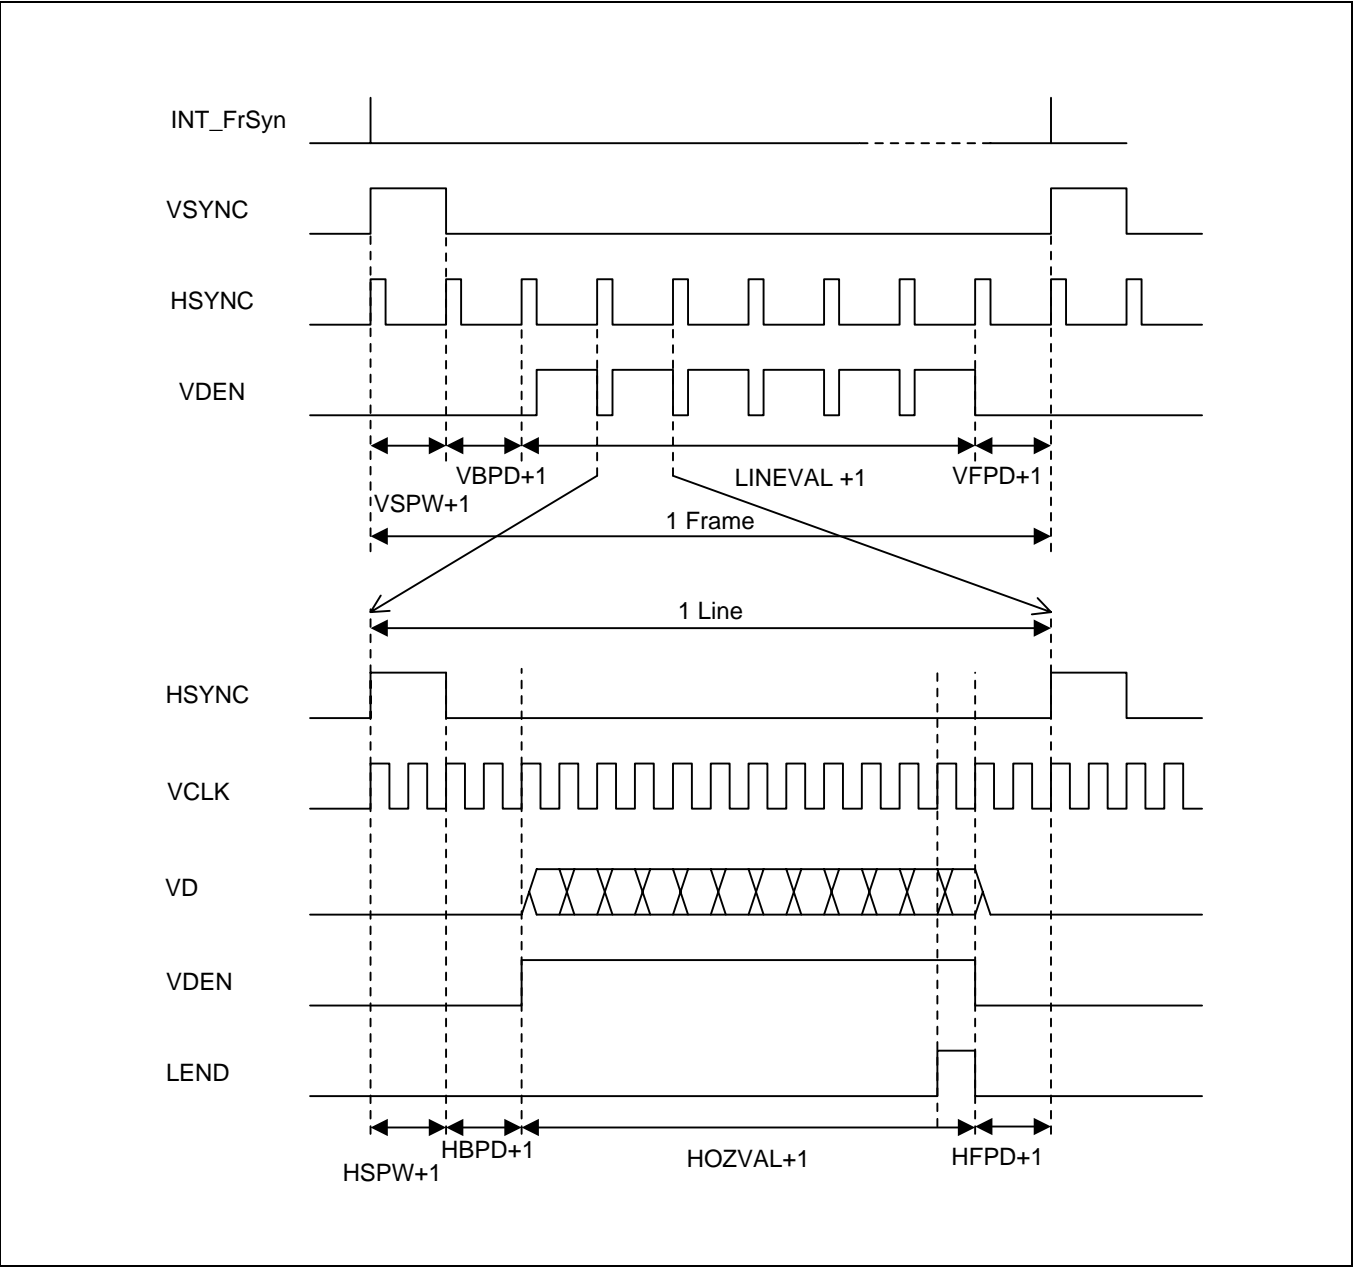 INT_FrSyn
VSYNC
HSYNC
VDEN
VBPD+1
LINEVAL +1
VFPD+1
VSPW+1
1 Frame
1 Line
HSYNC
VCLK
VD
VDEN
LEND
HBPD+1
HOZVAL+1
HFPD+1
HSPW+1